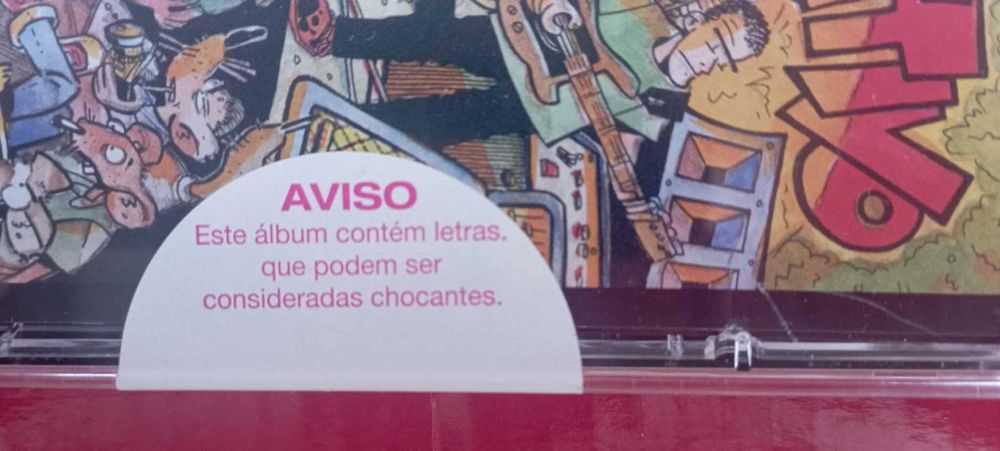 AVISO
Este álbum contém letras.
que podem ser
consideradas chocantes.